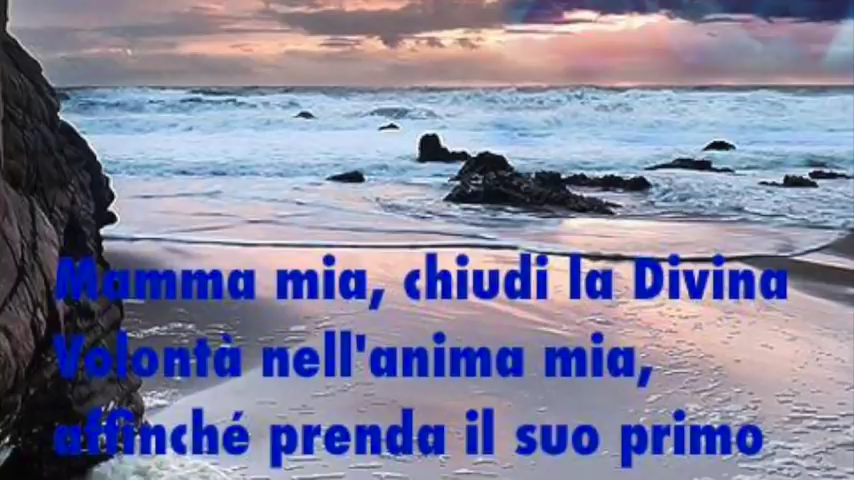 Mamma mia, chiudi la Divina
Volontà nell'anima mia,
affinché prenda il suo primo